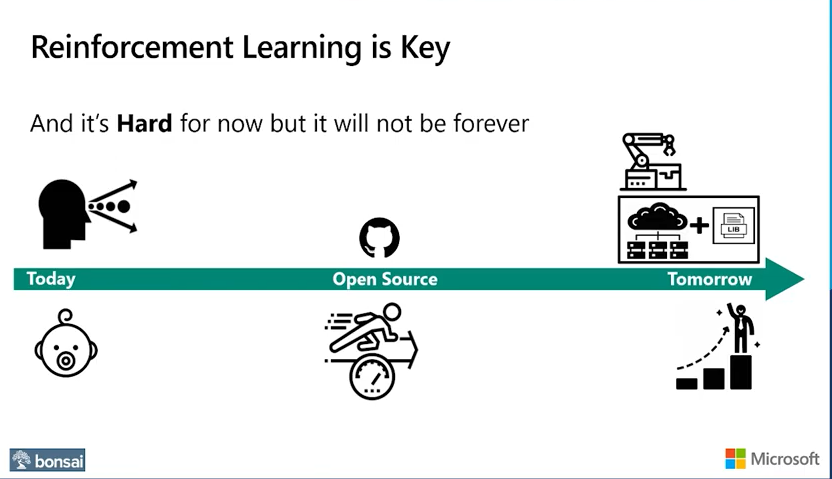 Reinforcement Learning is Key
And it's Hard for now but it will not be forever
LIB
Today
Open Source
Tomorrow
bonsai
Microsoft